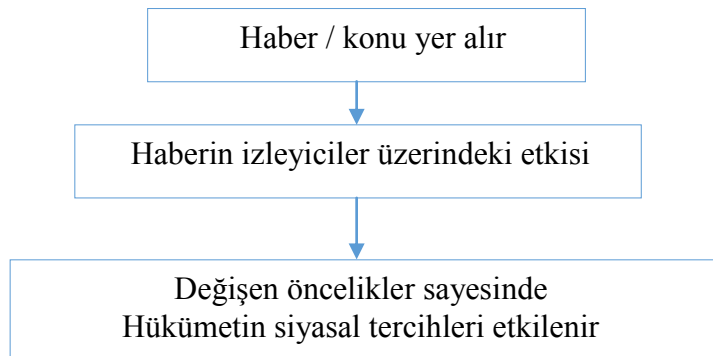 Haber / konu yer alır
Haberin izleyiciler üzerindeki etkisi
Değişen öncelikler sayesinde
Hükümetin siyasal tercihleri etkilenir